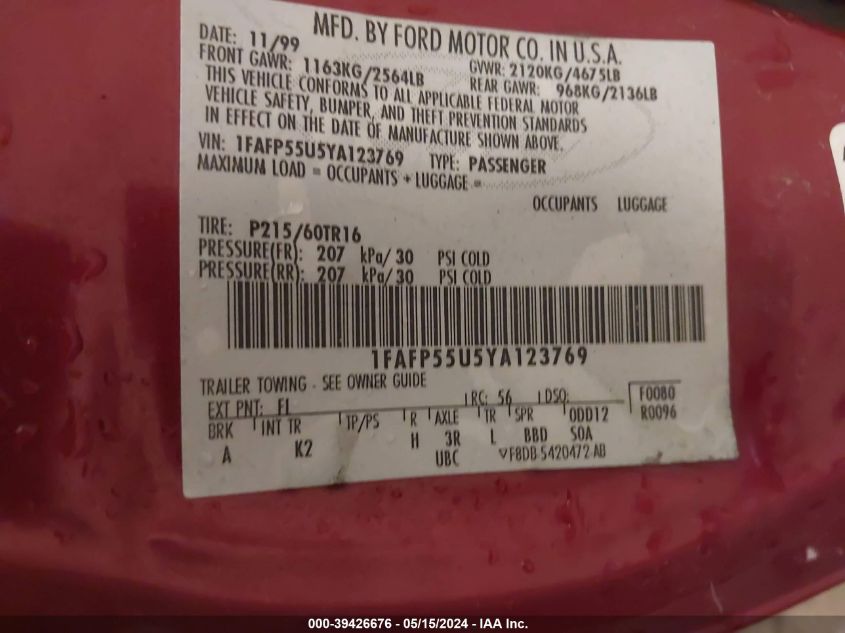 MFD. BY FORD MOTOR CO. IN U.S.A.
DATE: 11/99 GVWR: 2120KG/4675LB
FRONT GAWR: 1163KG/2564LB REAR GAWR: 968KG/2136LB
THIS VEHICLE CONFORMS TO ALL APPLICABLE FEDERAL MOTOR
VEHICLE SAFETY, BUMPER, AND THEFT PREVENTION STANDARDS
IN EFFECT ON THE DATE OF MANUFACTURE SHOWN ABOVE.
VIN: 1FAFP55U5YA123769 TYPE: PASSENGER
MAXIMUM LOAD = OCCUPANTS + LUGGAGE =
OCCUPANTS LUGGAGE
TIRE: P215/60TR16
PRESSURE(FR): 207 kPa/ 30 PSI COLD
PRESSURE(RR): 207 kPa/ 30 PSI COLD
1FAFP55U5YA123769
TRAILER TOWING - SEE OWNER GUIDE
EXT PNT: FL RC: 56 DSO: F0080
BRK INT TR TP/PS R AXLE TR SPR ODD12 R0096
A K2 H 3R L BBD SOA
UBC F8DB-5420472-AB
000-39426676 - 05/15/2024 - IAA Inc.